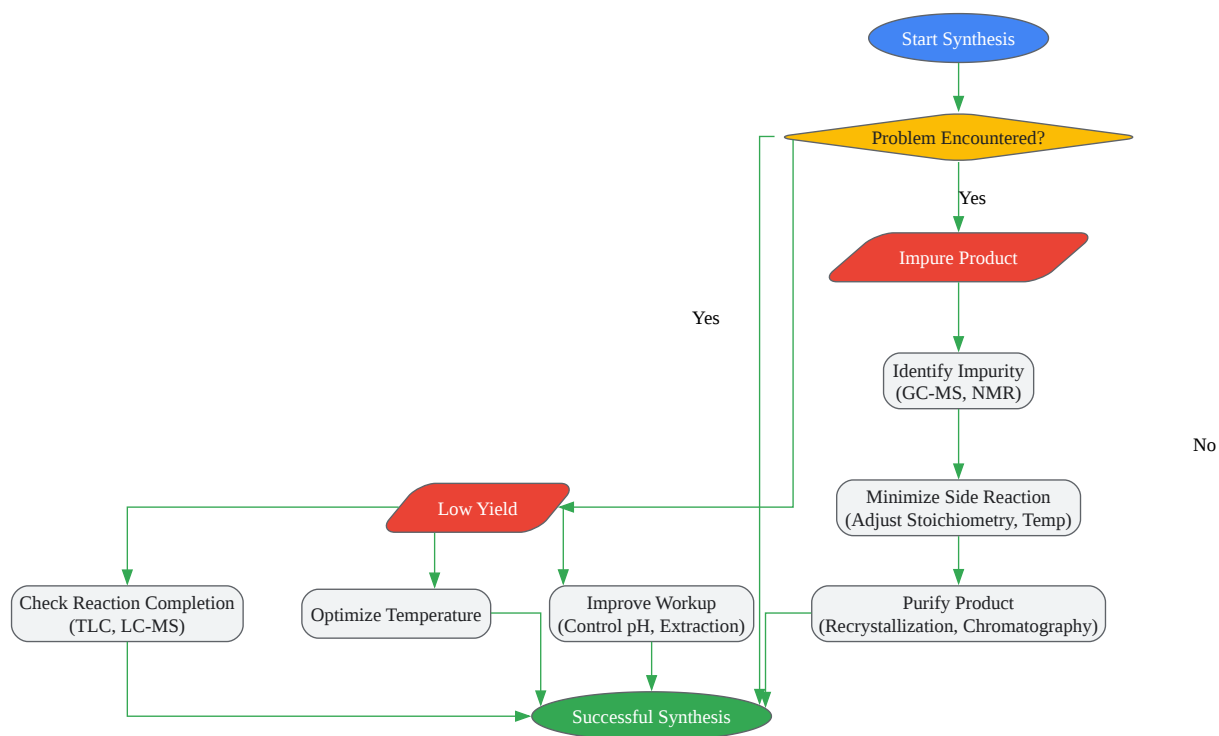 Start Synthesis
Problem Encountered?
Yes
Impure Product
Yes
Identify Impurity
(GC-MS, NMR)
No
Minimize Side Reaction
(Adjust Stoichiometry, Temp)
Low Yield
Check Reaction Completion
(TLC, LC-MS)
Optimize Temperature
Improve Workup
(Control pH, Extraction)
Purify Product
(Recrystallization, Chromatography)
Successful Synthesis